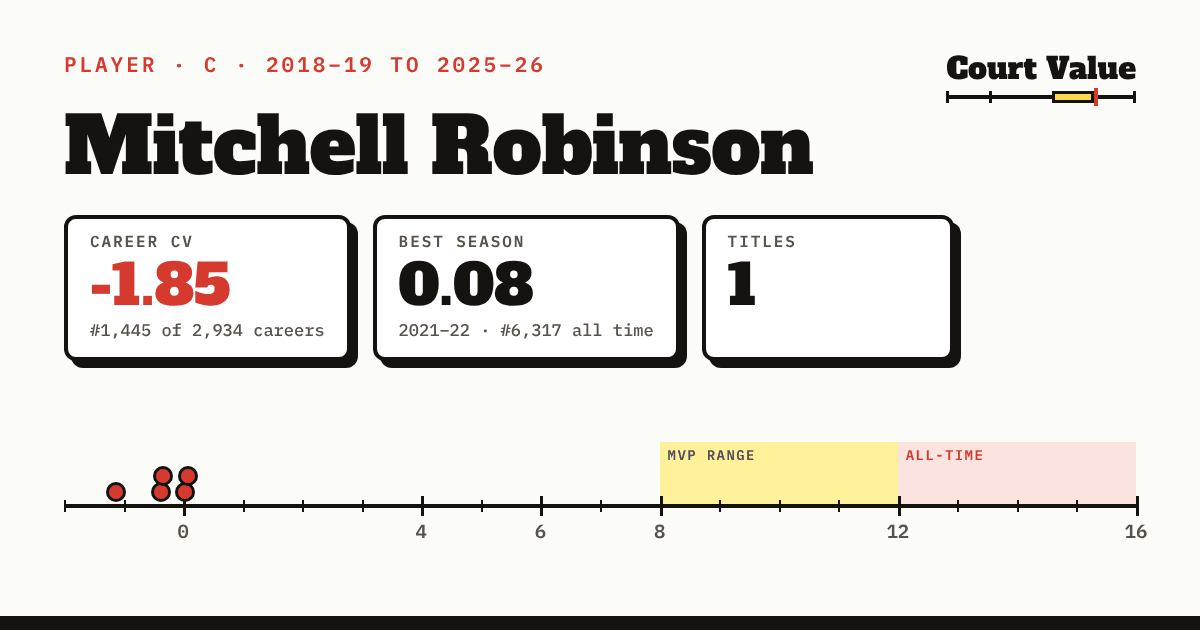 PLAYER · C · 2018–19 TO 2025–26
Court Value
Mitchell Robinson
CAREER CV
-1.85
#1,445 of 2,934 careers
BEST SEASON
0.08
2021–22 · #6,317 all time
TITLES
1
MVP RANGE
ALL-TIME
0
4
6
8
12
16